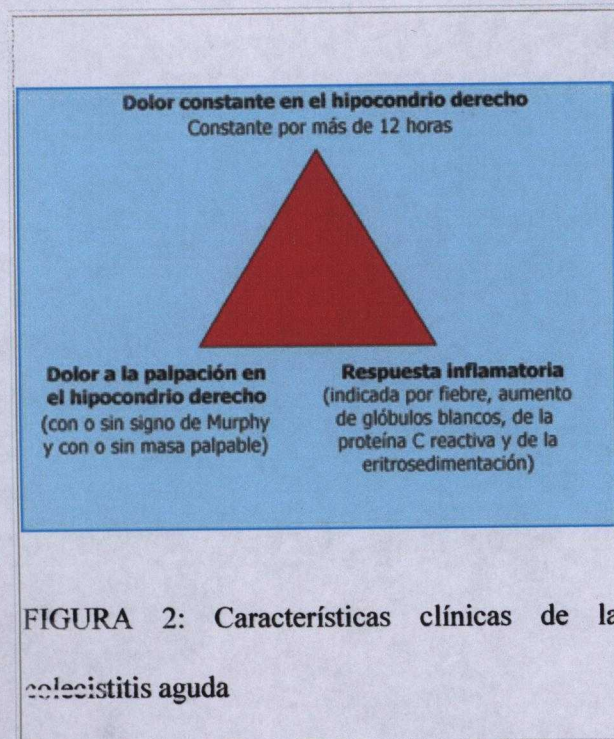 Dolor constante en el hipocondrio derecho
Constante por más de 12 horas
Dolor a la palpación en
el hipocondrio derecho
(con o sin signo de Murphy
y con o sin masa palpable)
Respuesta inflamatoria
(indicada por fiebre, aumento
de glóbulos blancos, de la
proteína C reactiva y de la
eritrosedimentación)
FIGURA 2: Características clínicas de la
colecistitis aguda